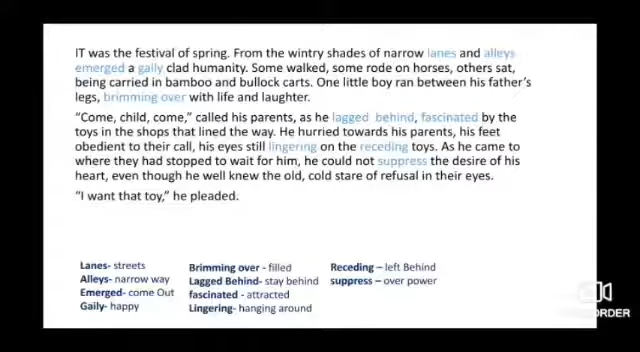 IT was the festival of spring. From the wintry shades of narrow lanes and alleys
emerged a gaily clad humanity. Some walked, some rode on horses, others sat,
being carried in bamboo and bullock carts. One little boy ran between his father's
legs, brimming over with life and laughter.
"Come, child, come," called his parents, as he lagged behind, fascinated by the
toys in the shops that lined the way. He hurried towards his parents, his feet
obedient to their call, his eyes still lingering on the receding toys. As he came to
where they had stopped to wait for him, he could not suppress the desire of his
heart, even though he well knew the old, cold stare of refusal in their eyes.
"I want that toy," he pleaded.
Lanes- streets
Alleys- narrow way
Emerged- come Out
Gaily- happy
Brimming over - filled
Lagged Behind- stay behind
fascinated - attracted
Lingering- hanging around
Receding – left Behind
suppress – over power
ORDER